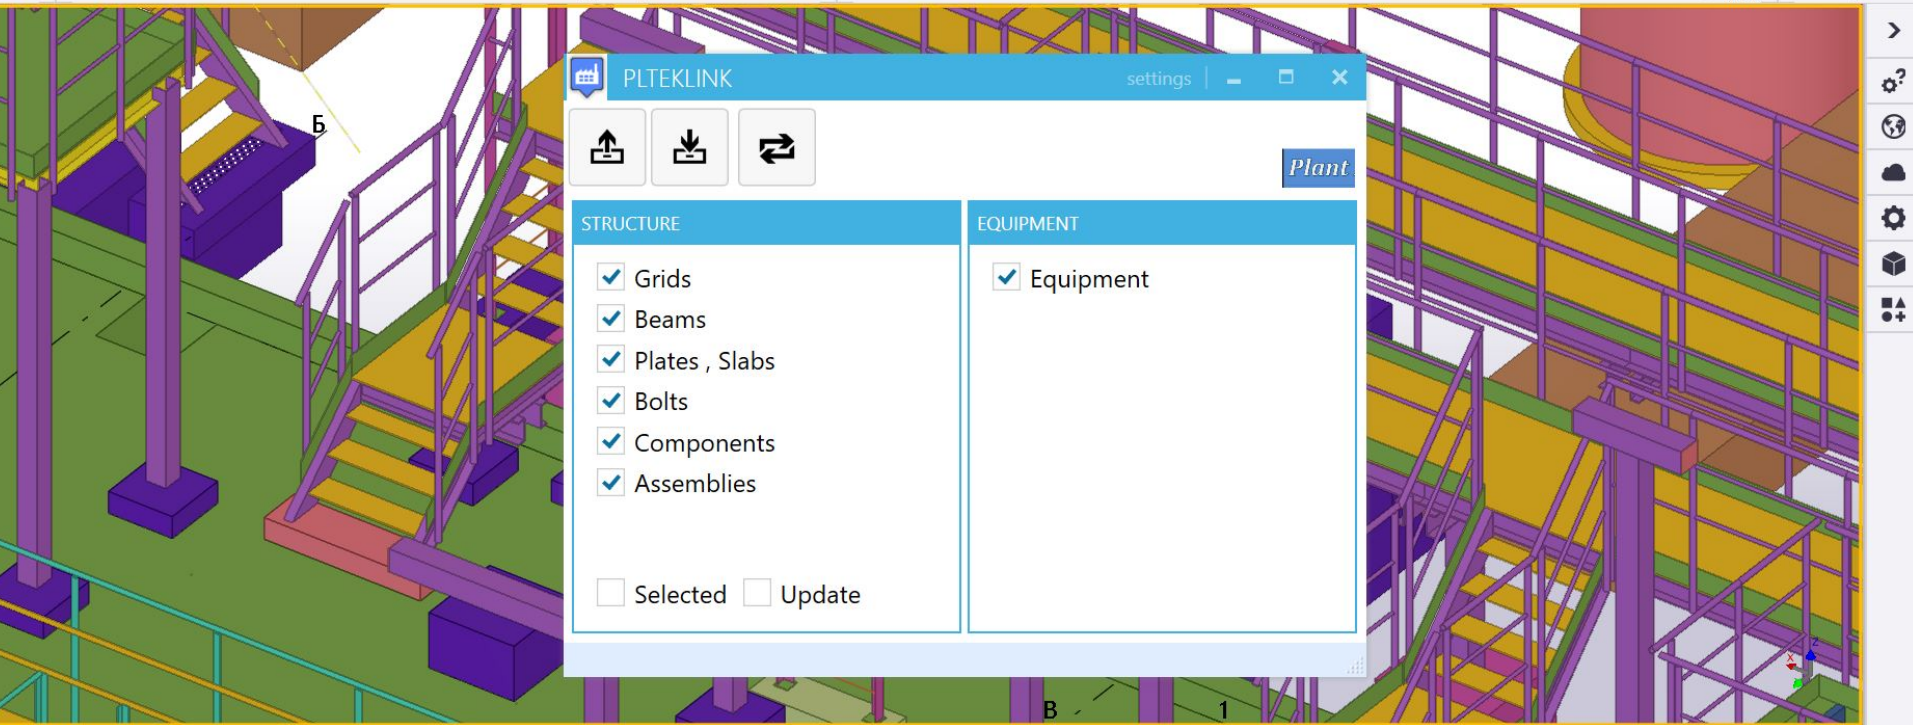 Б
PLTEKLINK settings
Plant
STRUCTURE
Grids
Beams
Plates , Slabs
Bolts
Components
Assemblies
Selected Update
EQUIPMENT
Equipment
Z
X
В 1